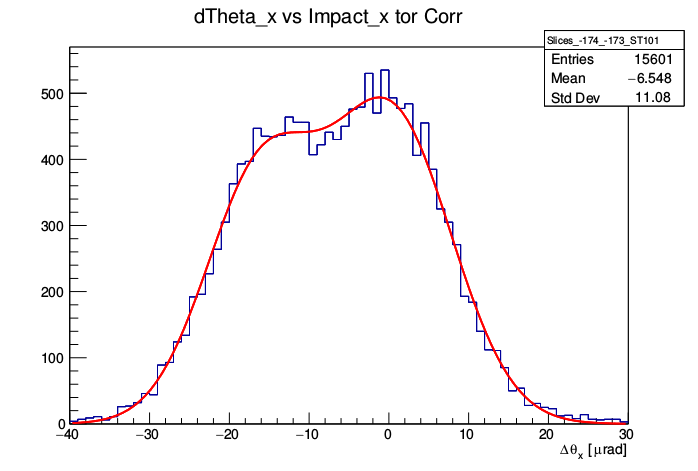 dTheta_x vs Impact_x tor Corr
Slices_-174_-173_ST101
Entries 15601
Mean −6.548
Std Dev 11.08
500
400
300
200
100
0
−40 −30 −20 −10 0 10 20 30
Δθx [μrad]